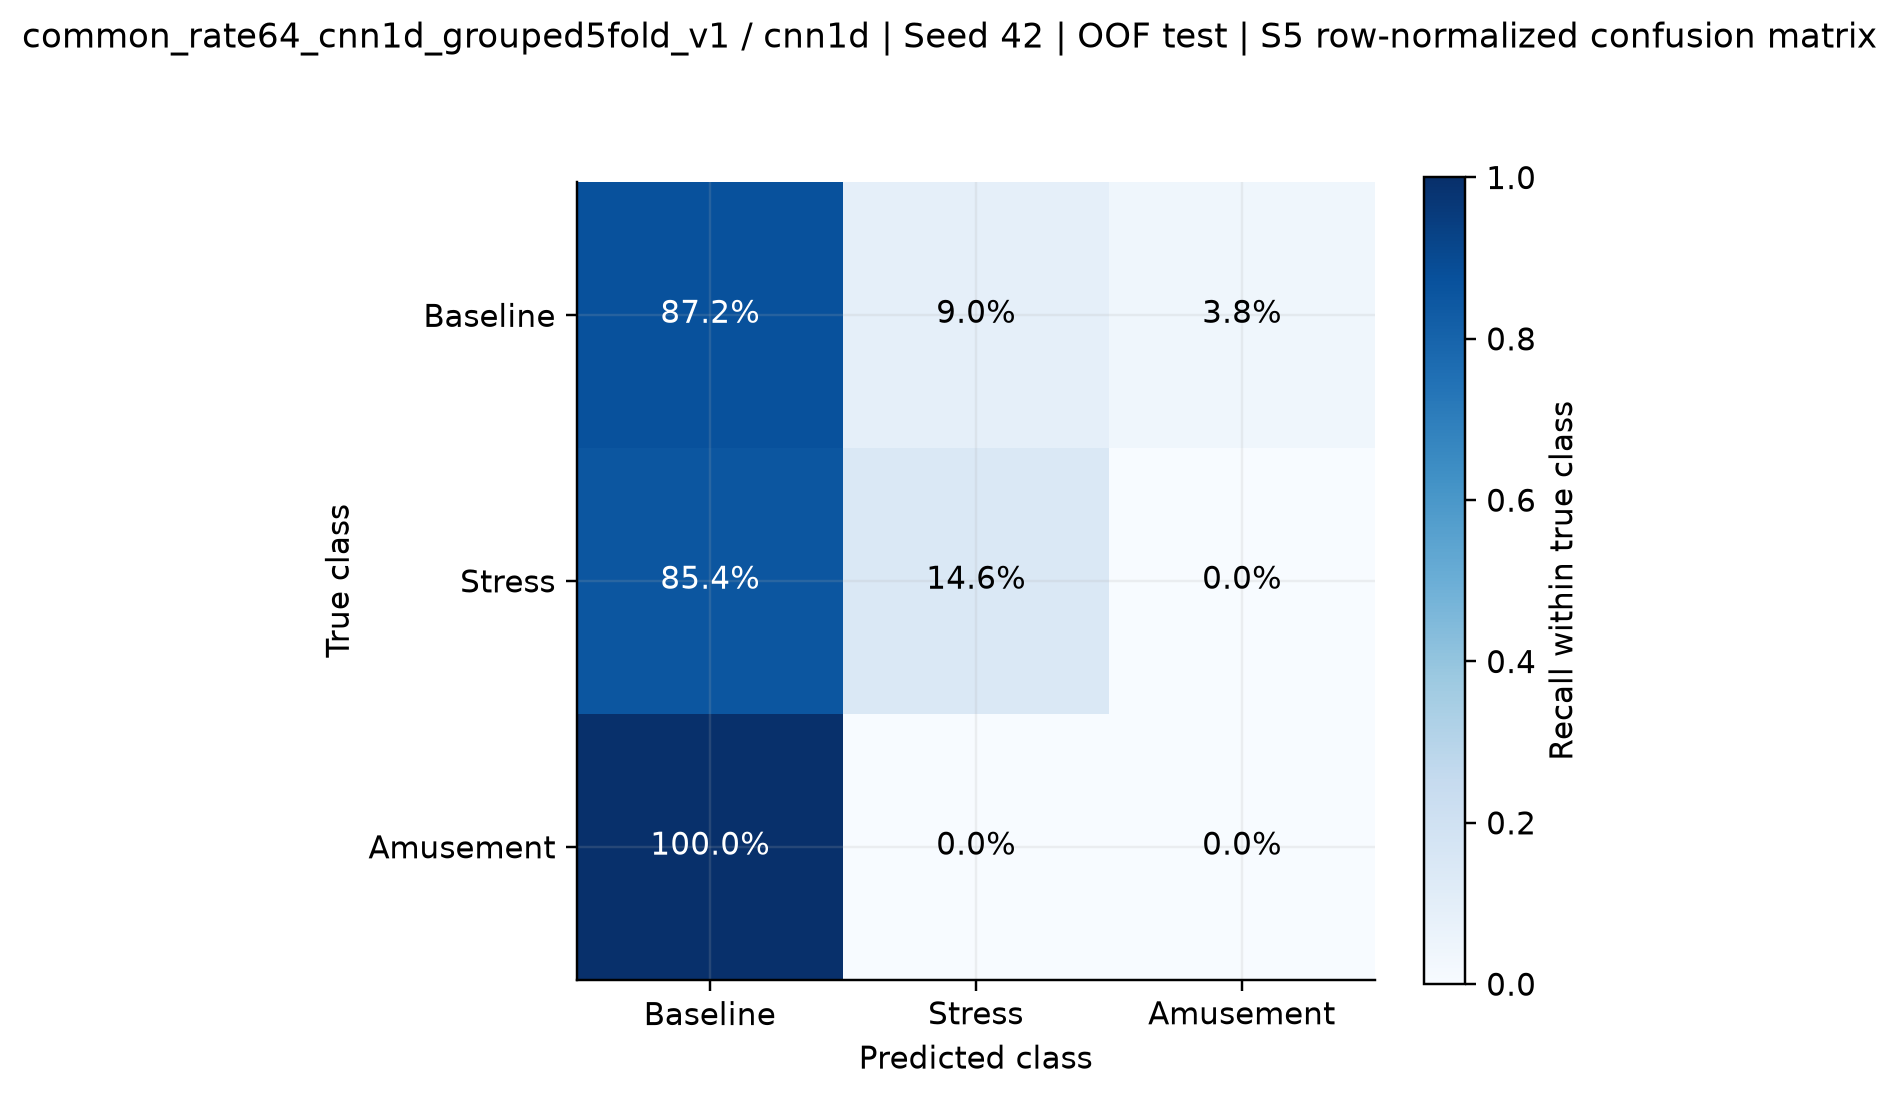 common_rate64_cnn1d_grouped5fold_v1 / cnn1d | Seed 42 | OOF test | S5 row-normalized confusion matrix
Baseline
87.2%
9.0%
3.8%
Stress
85.4%
14.6%
0.0%
Amusement
100.0%
0.0%
0.0%
Baseline
Stress
Amusement
Predicted class
True class
1.0
0.8
0.6
0.4
0.2
0.0
Recall within true class